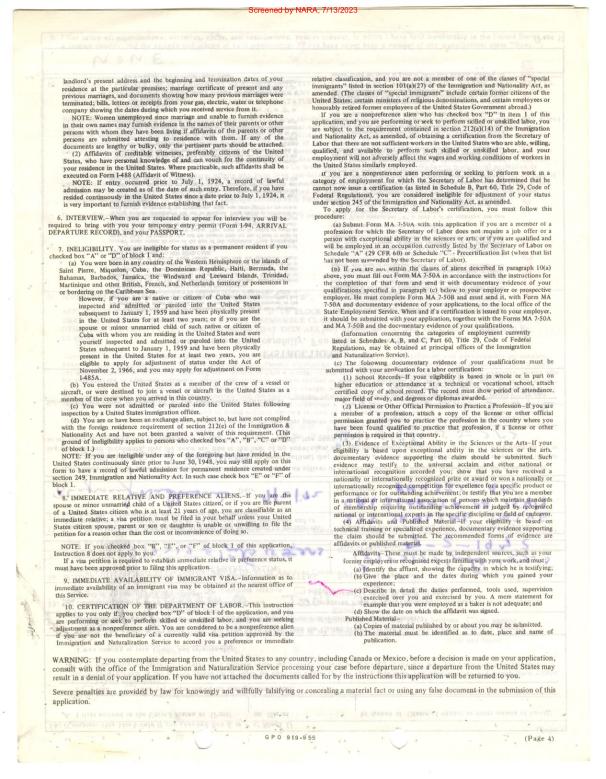 Screened by NARA, 7/13/2023
landlord's present address and the beginning and termination dates of your
residence at the particular premises; marriage certificate of present and any
previous marriages, and documents showing how many previous marriages were
terminated; bills, letters or receipts from your gas, electric, water or telephone
company showing the dates during which you received service from it.
NOTE: Women unemployed since marriage and unable to furnish evidence
in their own names may furnish evidence in the names of their parents or other
persons with whom they have been living if affidavits of the parents or other
persons are submitted attesting to residence with them. If any of the
documents are lengthy or bulky, only the pertinent parts should be attached.
(2) Affidavits of creditable witnesses, preferably citizens of the United
States, who have personal knowledge of and can vouch for the continuity of
your residence in the United States. Where practicable, such affidavits shall be
executed on Form I-488 (Affidavit of Witness).
NOTE: If entry occurred prior to July 1, 1924, a record of lawful
admission may be created as of the date of such entry. Therefore, if you have
resided continuously in the United States since a date prior to July 1, 1924, it is
very important to furnish evidence establishing that fact.
6. INTERVIEW.–When you are requested to appear for interview you will be
required to bring with you your temporary entry permit (Form I-94, ARRIVAL
DEPARTURE RECORD), and your PASSPORT.
7. INELIGIBILITY. You are ineligible for status as a permanent resident if you
checked box "A" or "D" of block I and:
(a) You were born in any country of the Western Hemisphere or the islands of
Saint Pierre, Miquelon, Cuba, the Dominican Republic, Haiti, Bermuda, the
Bahamas, Barbados, Jamaica, the Windward and Leeward Islands, Trinidad,
Martinique and other British, French, and Netherlands territory or possessions in
or bordering on the Caribbean Sea.
However, if you are a native or citizen of Cuba who was
inspected and admitted or paroled into the United States
subsequent to January 1, 1959 and have been physically present
in the United States for at least two years; or if you are the
spouse or minor unmarried child of such native or citizen of
Cuba with whom you are residing in the United States and were
yourself inspected and admitted or paroled into the United
States subsequent to January 1, 1959 and have been physically
present in the United States for at least two years, you are
eligible to apply for adjustment of status under the Act of
November 2, 1966, and you may apply for adjustment on Form
I-485A.
(b) You entered the United States as a member of the crew of a vessel or
aircraft, or were destined to join a vessel or aircraft in the United States as a
member of the crew when you arrived in this country:
(c) You were not admitted or paroled into the United States following
inspection by a United States immigration officer.
(d) You are or have been an exchange alien, subject to, but have not complied
with the foreign residence requirement of section 212(e) of the Immigration &
Nationality Act and have not been granted a waiver of this requirement. (This
ground of ineligibility applies to persons who checked box "A", "B", "C" or "D"
of block 1.)
NOTE: If you are ineligible under any of the foregoing but have resided in the
United States continuously since prior to June 30, 1948, you may still apply on this
form to have a record of lawful admission for permanent residence created under
section 249, Immigration and Nationality Act. In such case check box "E" or "F" of
block 1.
8. IMMEDIATE RELATIVE AND PREFERENCE ALIENS.–If you are the
spouse or minor unmarried child of a United States citizen, or if you are the parent
of a United States citizen who is at least 21 years of age, you are classifiable as an
immediate relative; a visa petition must be filed in your behalf unless your United
States citizen spouse, parent or son or daughter is unable or unwilling to file the
petition for a reason other than the cost or inconvenience of doing so.
NOTE. If you checked box "B", "E", or "F" of block 1 of this application,
Instruction 8 does not apply to you.
If a visa petition is required to establish immediate relative or preference status, it
must have been approved prior to filing this application.
9. IMMEDIATE AVAILABILITY OF IMMIGRANT VISA.–Information as to
immediate availability of an immigrant visa may be obtained at the nearest office of
this Service.
10. CERTIFICATION OF THE DEPARTMENT OF LABOR.–This instruction
applies to you only if, you checked box "D" of block I of the application, and you
are performing or seek to perform skilled or unskilled labor, and you are seeking
adjustment as a nonpreference alien. You are considered to be a nonpreference alien
if you are not the beneficiary of a currently valid visa petition approved by the
Immigration and Naturalization Service to accord you a preference or immediate
relative classification, and you are not a member of one of the classes of "special
immigrants" listed in section 101(a)(27) of the Immigration and Nationality Act, as
amended. (The classes of "special immigrants" include certain former citizens of the
United States; certain ministers of religious denominations, and certain employees or
honorably retired former employees of the United States Government abroad.)
If you are a nonpreference alien who has checked box "D" in Item 1 of this
application, and you are performing or seek to perform skilled or unskilled labor, you
are subject to the requirement contained in section 212(a)(14) of the Immigration
and Nationality Act, as amended, of obtaining a certification from the Secretary of
Labor that there are not sufficient workers in the United States who are able, willing,
qualified, and available to perform such skilled or unskilled labor, and your
employment will not adversely affect the wages and working conditions of workers in
the United States similarly employed.
If you are a nonpreference alien performing or seeking to perform work in a
category of employment for which the Secretary of Labor has determined that he
cannot now issue a certification (as listed in Schedule B, Part 60, Title 29, Code of
Federal Regulations), you are considered ineligible for adjustment of your status
under section 245 of the Immigration and Nationality Act, as amended.
To apply for the Secretary of Labor's certification, you must follow this
procedure:
(a) Submit Form MA 7-50A with this application if you are a member of a
profession for which the Secretary of Labor does not require a job offer or a
person with exceptional ability in the sciences or arts, or if you are qualified and
will be employed in an occupation currently listed by the Secretary of Labor on
Schedule "A" (29 CFR 60) or Schedule "C" - Precertification list (when that list
has not been suspended by the Secretary of Labor).
(b) If you are not within the classes of aliens described in paragraph 10(a)
above, you must fill out Form MA 7-50A in accordance with the instructions for
the completion of that form and send it with documentary evidence of your
qualifications specified in paragraph (c) below to your employer or prospective
employer. He must complete Form MA 7-50B and must send it, with Form MA
7-50A and documentary evidence of your applications, to the local office of the
State Employment Service. When and if a certification is issued to your employer,
it should be submitted with your application, together with the Forms MA 7-50A
and MA 7-50B and the documentary evidence of your qualifications.
(Information concerning the categories of employment currently
listed in Schedules A, B, and C, Part 60, Title 29, Code of Federal
Regulations, may be obtained at principal offices of the Immigration
and Naturalization Service).
(c) The following documentary evidence of your qualifications must be
submitted with your application for a labor certification:
(1) School Records–If your eligibility is based in whole or in part on
higher education or attendance at a technical or vocational school, attach
certified copy of school record. The record must show period of attendance,
major field of study, and degrees or diplomas awarded.
(2) License or Other Official Permission to Practice a Profession–If you are
a member of a profession, attach a copy of the license or other official
permission granted you to practice the profession in the country where you
have been found qualified to practice that profession, if a license or other
permission is required in that country.
(3) Evidence of Exceptional Ability in the Sciences or the Arts–If your
eligibility is based upon exceptional ability in the sciences or the arts,
documentary evidence supporting the claim should be submitted. Such
evidence may testify to the universal acclaim and either national or
international recognition accorded you; show that you have received a
nationally or internationally recognized prize or award or won a nationally or
internationally recognized competition for excellence for a specific product or
performance or for outstanding achievement; or testify that you are a member
in a national or international association of persons which maintain standards
of membership requiring outstanding achievement as judged by recognized
national or international experts in the specific discipline or field of endeavor.
(4) Affidavits and Published Material–If your eligibility is based on
technical training or specialized experience, documentary evidence supporting
the claim should be submitted. The recommended forms of evidence are
affidavits or published material.
Affidavits–These must be made by independent sources, such as your
former employers or recognized experts familiar with your work, and must:
(a) Identify the affiant, showing the capacity in which he is testifying;
(b) Give the place and the dates during which you gained your
experience;
(c) Describe in detail the duties performed, tools used, supervision
exercised over you and exercised by you. A mere statement for
example that you were employed as a baker is not adequate; and
(d) Show the date on which the affidavit was signed.
Published Material–
(a) Copies of material published by or about you may be submitted.
(b) The material must be identified as to date, place and name of
publication.
WARNING: If you contemplate departing from the United States to any country, including Canada or Mexico, before a decision is made on your application,
consult with the office of the Immigration and Naturalization Service processing your case before departure, since a departure from the United States may
result in a denial of your application. If you have not attached the documents called for by the instructions this application will be returned to you.
Severe penalties are provided by law for knowingly and willfully falsifying or concealing a material fact or using any false document in the submission of this
application.
GPO 919-955
(Page 4)